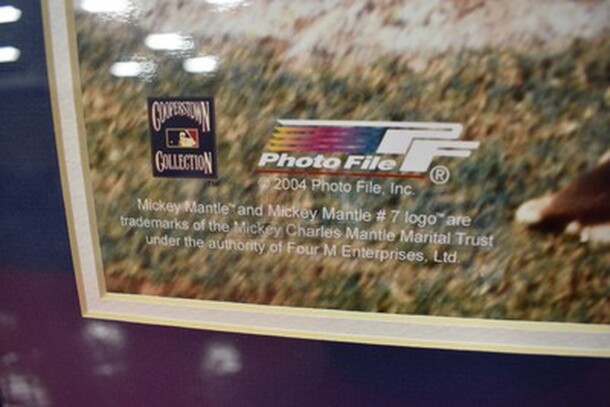 COOPERSTOWN
COLLECTION
PF
Photo File
®
© 2004 Photo File, Inc.
Mickey Mantle™ and Mickey Mantle # 7 logo™ are
trademarks of the Mickey Charles Mantle Marital Trust
under the authority of Four M Enterprises, Ltd.